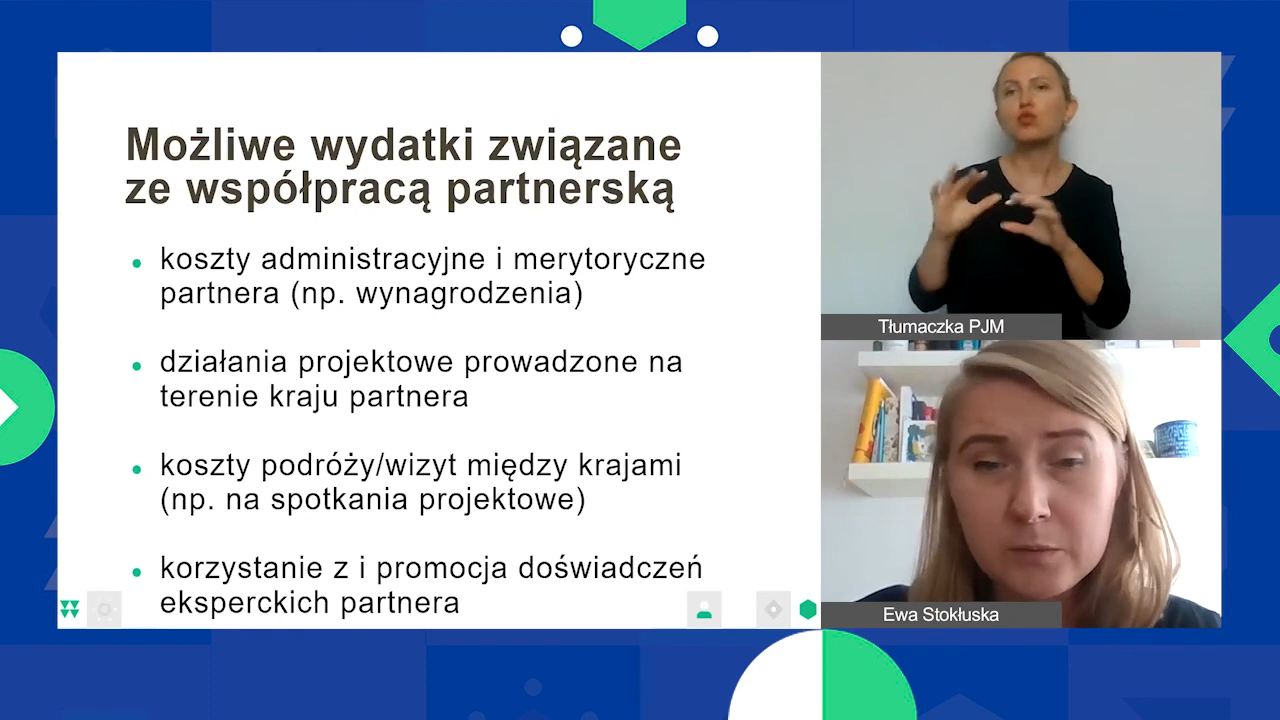 Możliwe wydatki związane
ze współpracą partnerską
koszty administracyjne i merytoryczne
partnera (np. wynagrodzenia)
działania projektowe prowadzone na
terenie kraju partnera
koszty podróży/wizyt między krajami
(np. na spotkania projektowe)
korzystanie z i promocja doświadczeń
eksperckich partnera
Tłumaczka PJM
Ewa Stokłuska